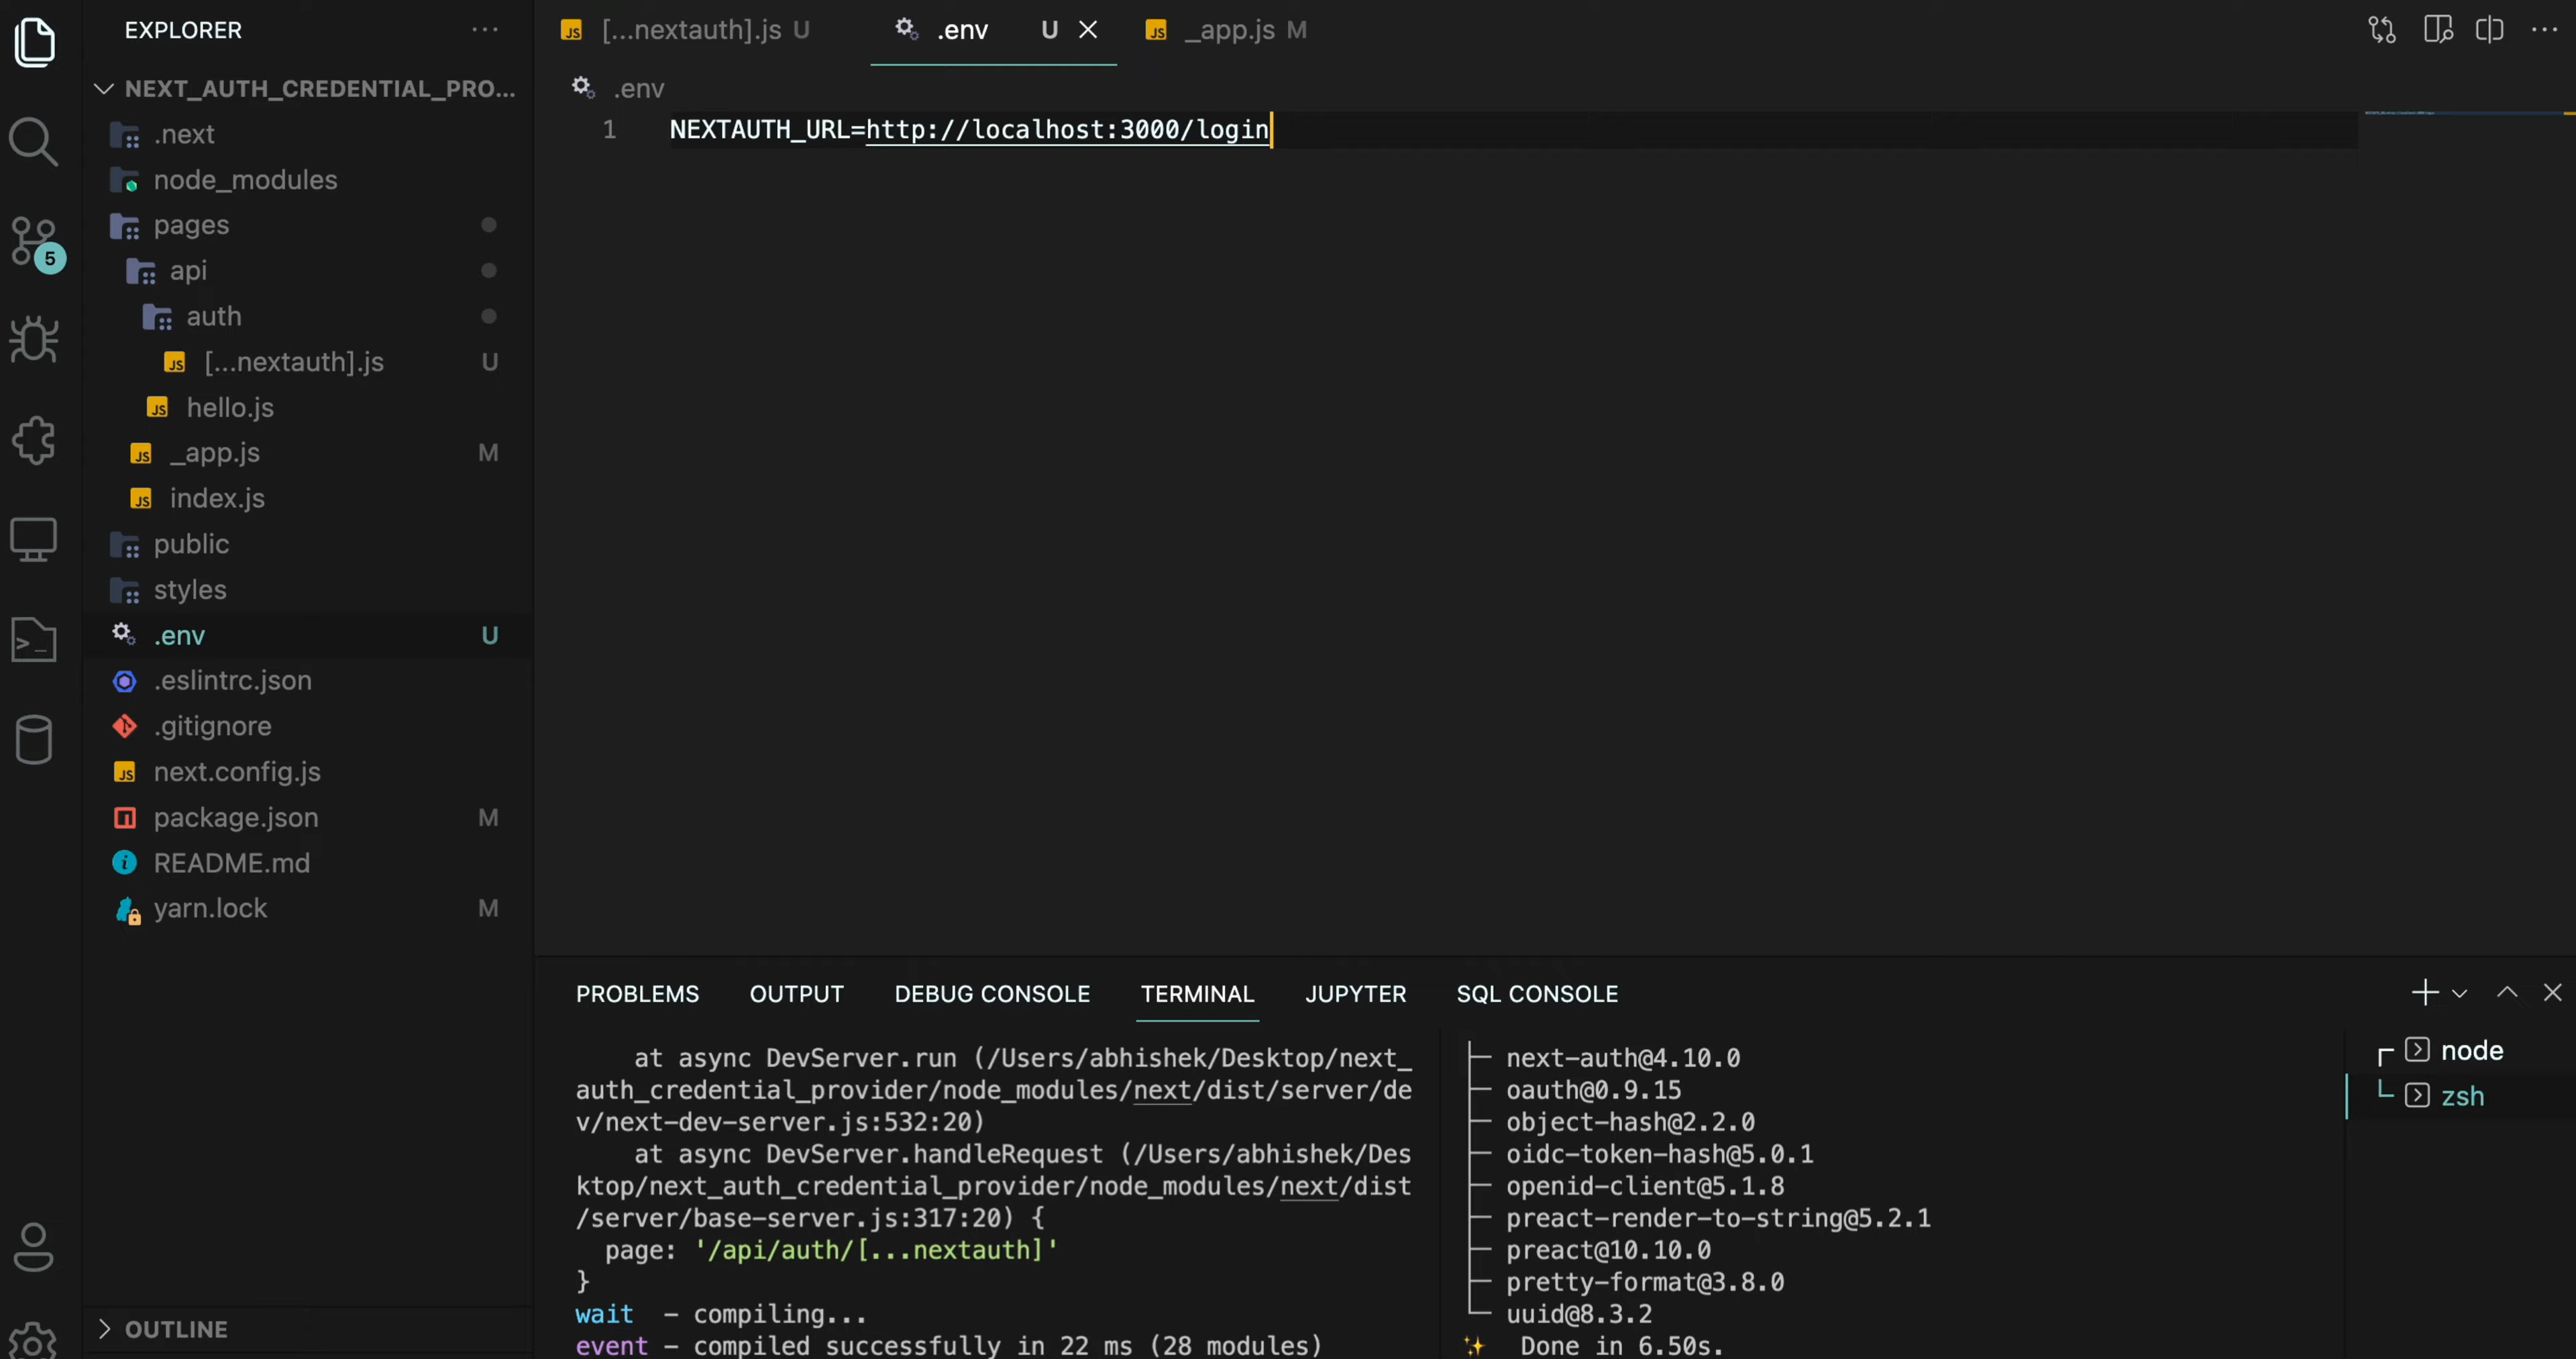 EXPLORER
NEXT_AUTH_CREDENTIAL_PRO...
.next
node_modules
pages
api
auth
[...nextauth].js U
hello.js
_app.js M
index.js
public
styles
.env U
.eslintrc.json
.gitignore
next.config.js
package.json M
README.md
yarn.lock M
OUTLINE
5
[...nextauth].js U
.env U
_app.js M
.env
1 NEXTAUTH_URL=http://localhost:3000/login
PROBLEMS OUTPUT DEBUG CONSOLE TERMINAL JUPYTER SQL CONSOLE
at async DevServer.run (/Users/abhishek/Desktop/next_
auth_credential_provider/node_modules/next/dist/server/de
v/next-dev-server.js:532:20)
at async DevServer.handleRequest (/Users/abhishek/Des
ktop/next_auth_credential_provider/node_modules/next/dist
/server/base-server.js:317:20) {
page: '/api/auth/[...nextauth]'
}
wait - compiling...
event - compiled successfully in 22 ms (28 modules)
next-auth@4.10.0
oauth@0.9.15
object-hash@2.2.0
oidc-token-hash@5.0.1
openid-client@5.1.8
preact-render-to-string@5.2.1
preact@10.10.0
pretty-format@3.8.0
uuid@8.3.2
✨ Done in 6.50s.
node
zsh